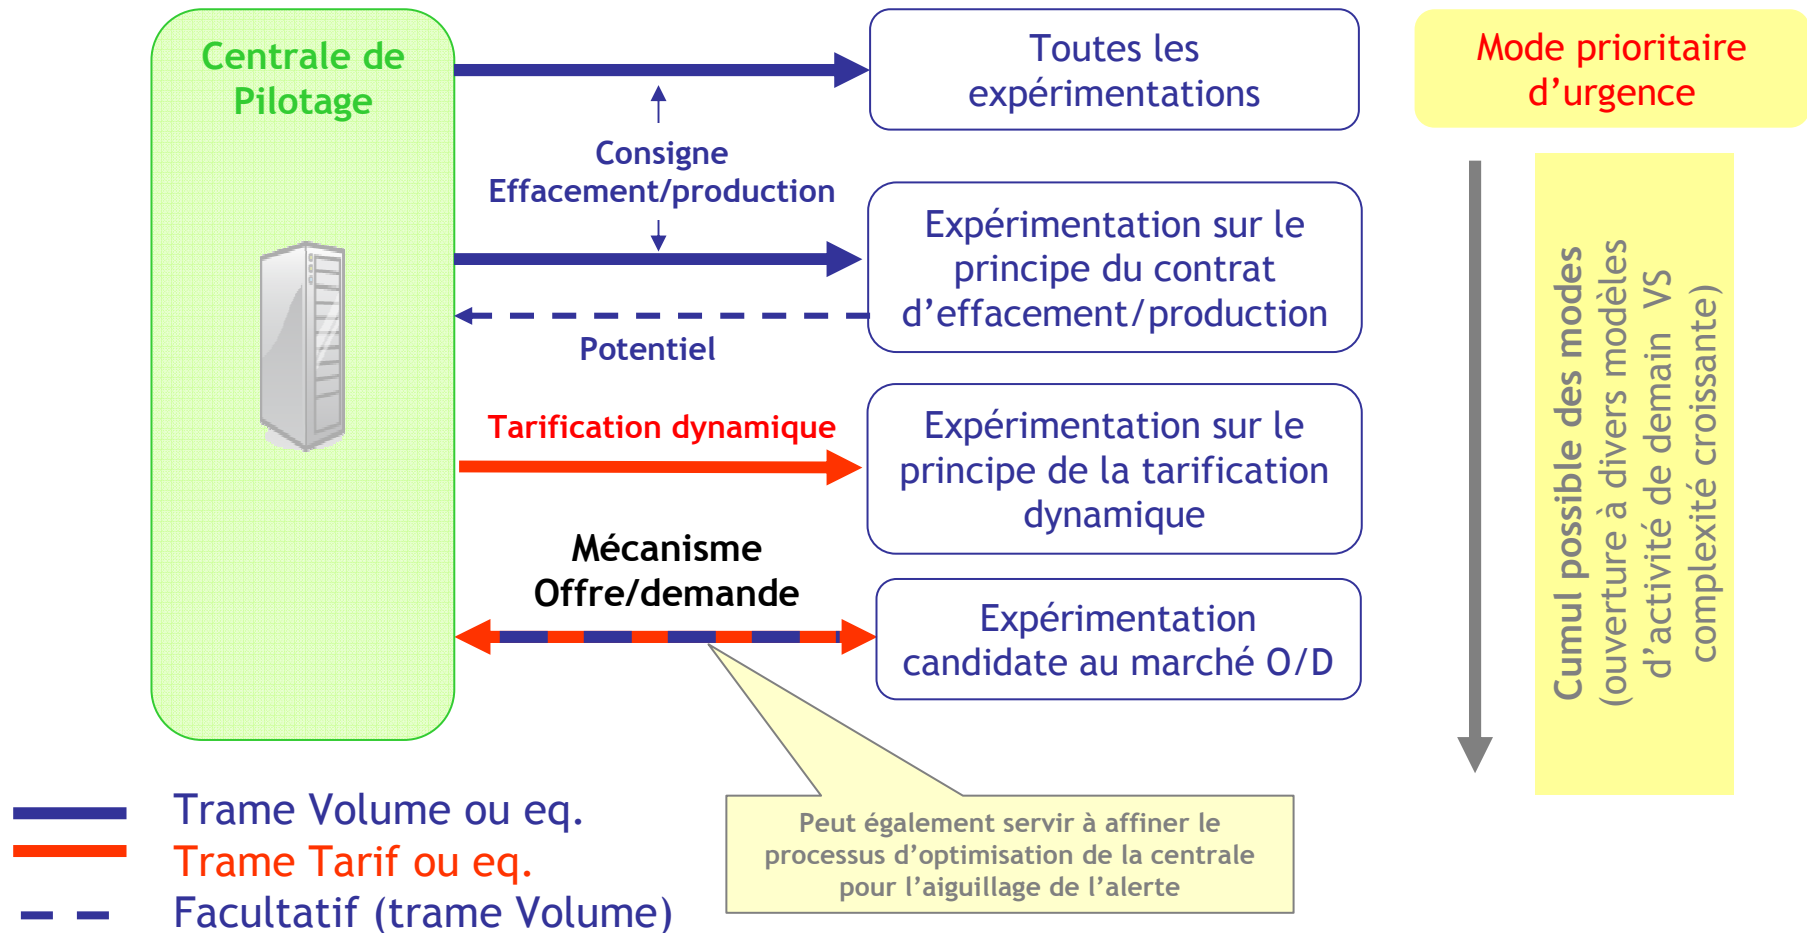 Centrale de
Pilotage
Toutes les
expérimentations
Mode prioritaire
d’urgence
Consigne
Effacement/production
Expérimentation sur le
principe du contrat
d’effacement/production
Potentiel
Tarification dynamique
Expérimentation sur le
principe de la tarification
dynamique
Mécanisme
Offre/demande
Expérimentation
candidate au marché O/D
Cumul possible des modes
(ouverture à divers modèles
d’activité de demain VS
complexité croissante)
Peut également servir à affiner le
processus d’optimisation de la centrale
pour l’aiguillage de l’alerte
Trame Volume ou eq.
Trame Tarif ou eq.
Facultatif (trame Volume)